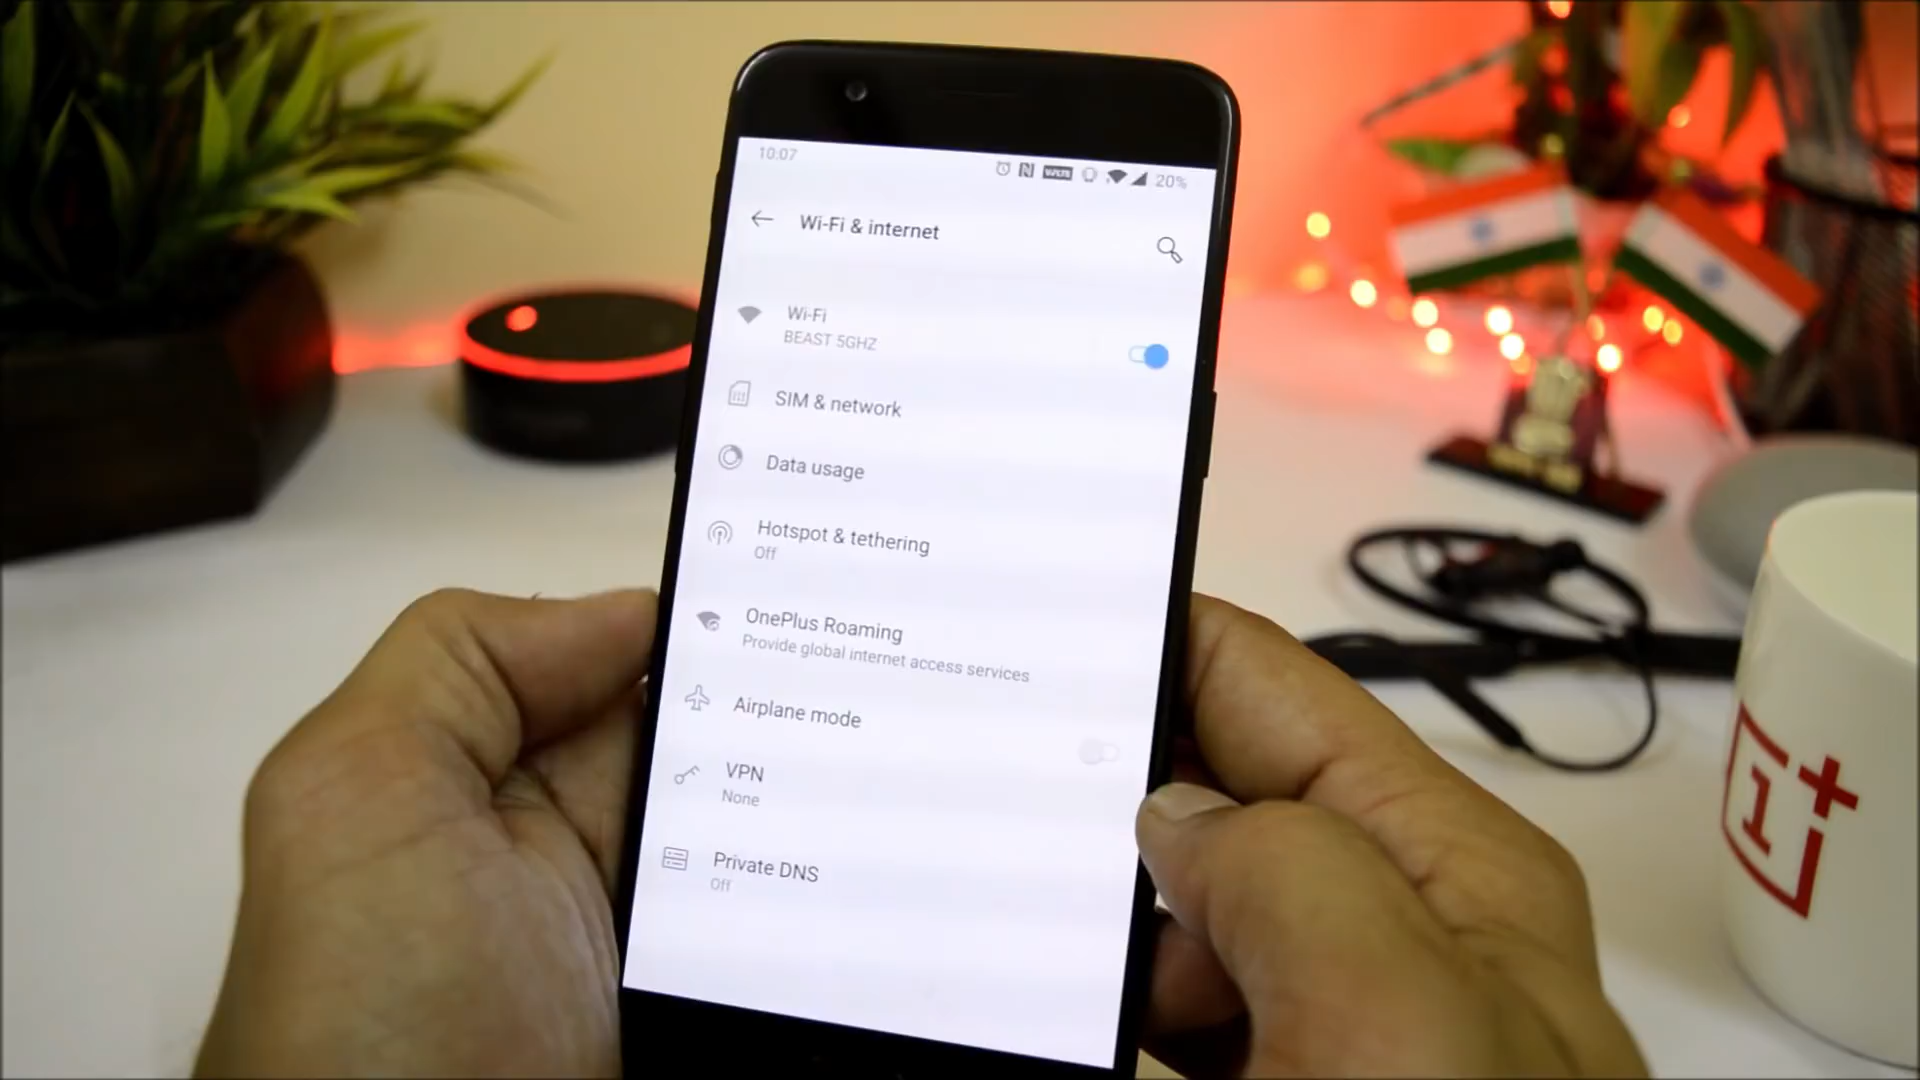 10:07
VoLTE
20%
Wi-Fi & internet
Wi-Fi
BEAST 5GHZ
SIM & network
Data usage
Hotspot & tethering
Off
OnePlus Roaming
Provide global internet access services
Airplane mode
VPN
None
Private DNS
Off
1+